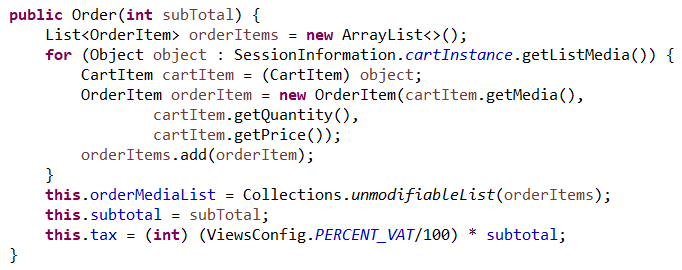 public Order(int subTotal) {
    List<OrderItem> orderItems = new ArrayList<>();
    for (Object object : SessionInformation.cartInstance.getListMedia()) {
        CartItem cartItem = (CartItem) object;
        OrderItem orderItem = new OrderItem(cartItem.getMedia(),
                cartItem.getQuantity(),
                cartItem.getPrice());
        orderItems.add(orderItem);
    }
    this.orderMediaList = Collections.unmodifiableList(orderItems);
    this.subtotal = subTotal;
    this.tax = (int) (ViewsConfig.PERCENT_VAT/100) * subtotal;
}